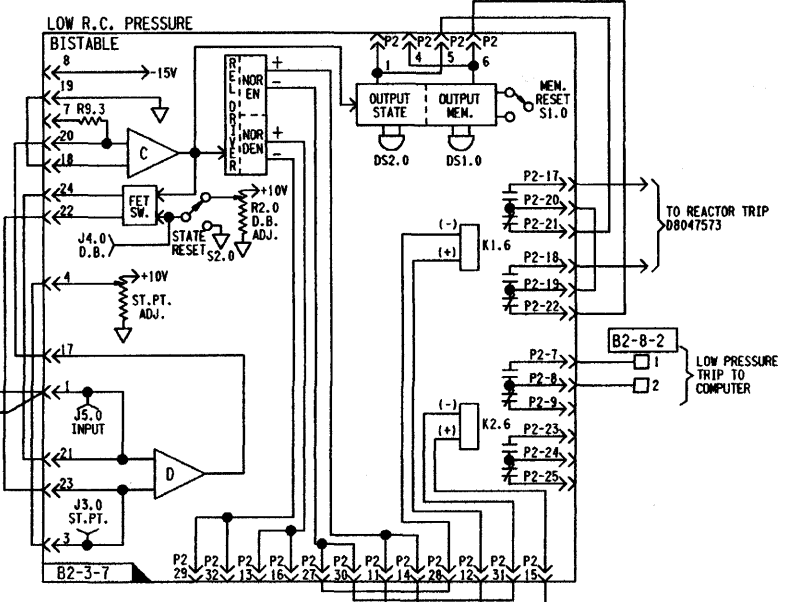 LOW R.C. PRESSURE
BISTABLE
P2 P2 P2 P2
1 4 5 6
8 -15V
19
7 R9.3
20
18
C
24
22
FET
SW.
J4.0
D.B.
STATE
RESET
S2.0
+10V
R2.0
D.B.
ADJ.
REL DRIVER
NOR
EN
+
-
NOR
DEN
+
-
OUTPUT
STATE
OUTPUT
MEM.
DS2.0
DS1.0
MEM.
RESET
S1.0
4
+10V
ST.PT.
ADJ.
17
1
J5.0
INPUT
21
23
D
J3.0
ST.PT.
3
B2-3-7
(-)
(+)
K1.6
(-)
(+)
K2.6
P2-17
P2-20
P2-21
P2-18
P2-19
P2-22
TO REACTOR TRIP
D8047573
P2-7
P2-8
P2-9
P2-23
P2-24
P2-25
B2-8-2
1
2
LOW PRESSURE
TRIP TO
COMPUTER
P2 P2 P2 P2 P2 P2 P2 P2 P2 P2 P2 P2
29 32 13 16 27 30 11 14 28 12 31 15